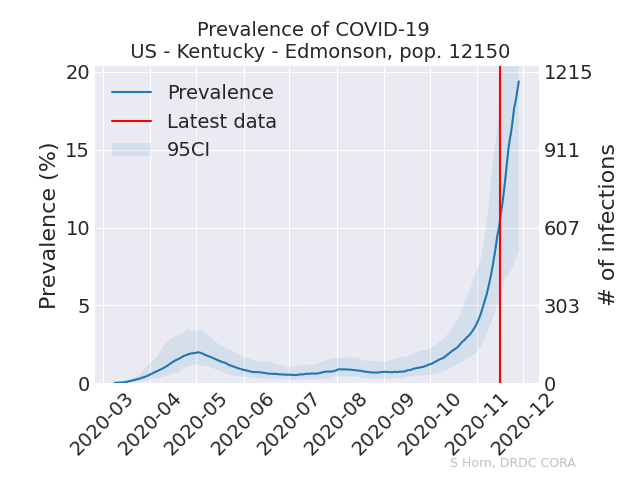 Prevalence of COVID-19
US - Kentucky - Edmonson, pop. 12150
Prevalence
Latest data
95CI
Prevalence (%)
20
15
10
5
0
1215
911
607
303
0
# of infections
2020-03
2020-04
2020-05
2020-06
2020-07
2020-08
2020-09
2020-10
2020-11
2020-12
S Horn, DRDC CORA